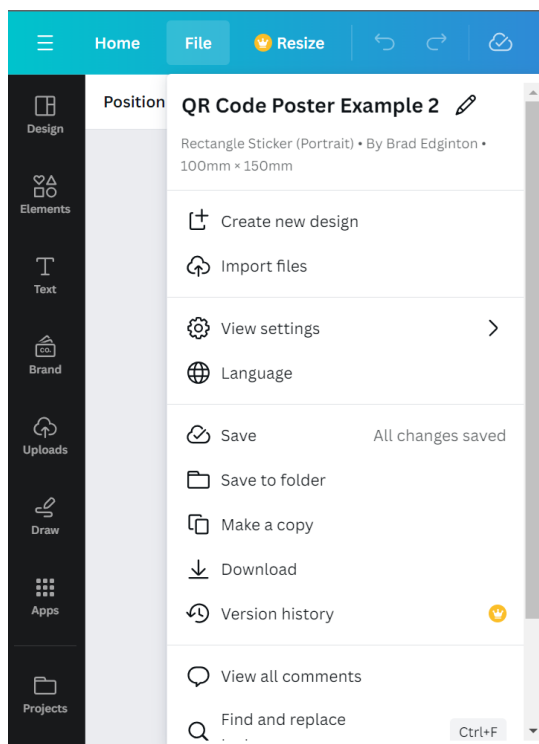 Home File Resize
Design
Elements
Text
CO.
Brand
Uploads
Draw
Apps
Projects
Position
QR Code Poster Example 2
Rectangle Sticker (Portrait) • By Brad Edginton •
100mm × 150mm
Create new design
Import files
View settings
Language
Save All changes saved
Save to folder
Make a copy
Download
Version history
View all comments
Find and replace
Ctrl+F